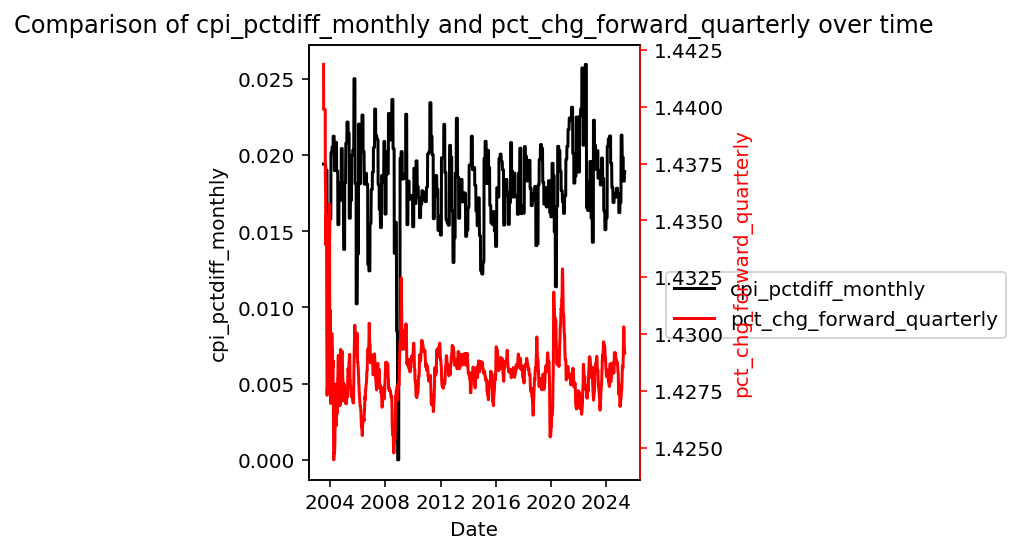 Comparison of cpi_pctdiff_monthly and pct_chg_forward_quarterly over time
cpi_pctdiff_monthly
0.025
0.020
0.015
0.010
0.005
0.000
1.4425
1.4400
1.4375
1.4350
1.4325
1.4300
1.4275
1.4250
pct_chg_forward_quarterly
cpi_pctdiff_monthly
pct_chg_forward_quarterly
2004 2008 2012 2016 2020 2024
Date